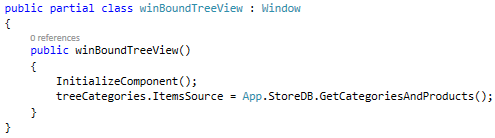 public partial class winBoundTreeView : Window
{
0 references
public winBoundTreeView()
{
InitializeComponent();
treeCategories.ItemsSource = App.StoreDB.GetCategoriesAndProducts();
}
}